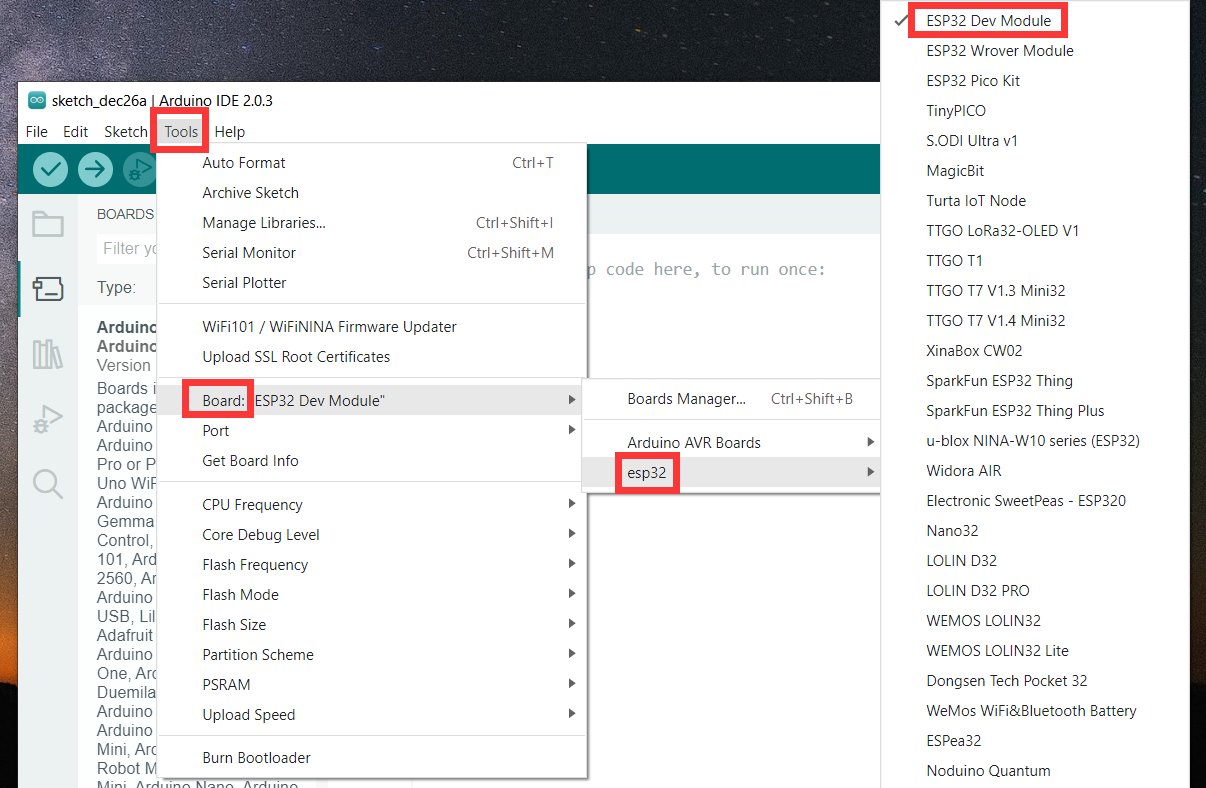 sketch_dec26a | Arduino IDE 2.0.3
File Edit Sketch Tools Help
Auto Format Ctrl+T
Archive Sketch
Manage Libraries... Ctrl+Shift+I
Serial Monitor Ctrl+Shift+M
Serial Plotter
WiFi101 / WiFiNINA Firmware Updater
Upload SSL Root Certificates
Board: "ESP32 Dev Module"
Port
Get Board Info
CPU Frequency
Core Debug Level
Flash Frequency
Flash Mode
Flash Size
Partition Scheme
PSRAM
Upload Speed
Burn Bootloader
BOARDS
Filter yo
Type:
Arduino
Arduino
Version
Boards i
package
Arduino
Arduino
Pro or P
Uno WiF
Arduino
Gemma
Control,
101, Ard
2560, Ar
Arduino
USB, Lil
Adafruit
Arduino
One, Arc
Duemila
Arduino
Arduino
Mini, Ard
Robot M
Mini, Arduino Nano, Arduino
p code here, to run once:
Boards Manager... Ctrl+Shift+B
Arduino AVR Boards
esp32
ESP32 Dev Module
ESP32 Wrover Module
ESP32 Pico Kit
TinyPICO
S.ODI Ultra v1
MagicBit
Turta IoT Node
TTGO LoRa32-OLED V1
TTGO T1
TTGO T7 V1.3 Mini32
TTGO T7 V1.4 Mini32
XinaBox CW02
SparkFun ESP32 Thing
SparkFun ESP32 Thing Plus
u-blox NINA-W10 series (ESP32)
Widora AIR
Electronic SweetPeas - ESP320
Nano32
LOLIN D32
LOLIN D32 PRO
WEMOS LOLIN32
WEMOS LOLIN32 Lite
Dongsen Tech Pocket 32
WeMos WiFi&Bluetooth Battery
ESPea32
Noduino Quantum